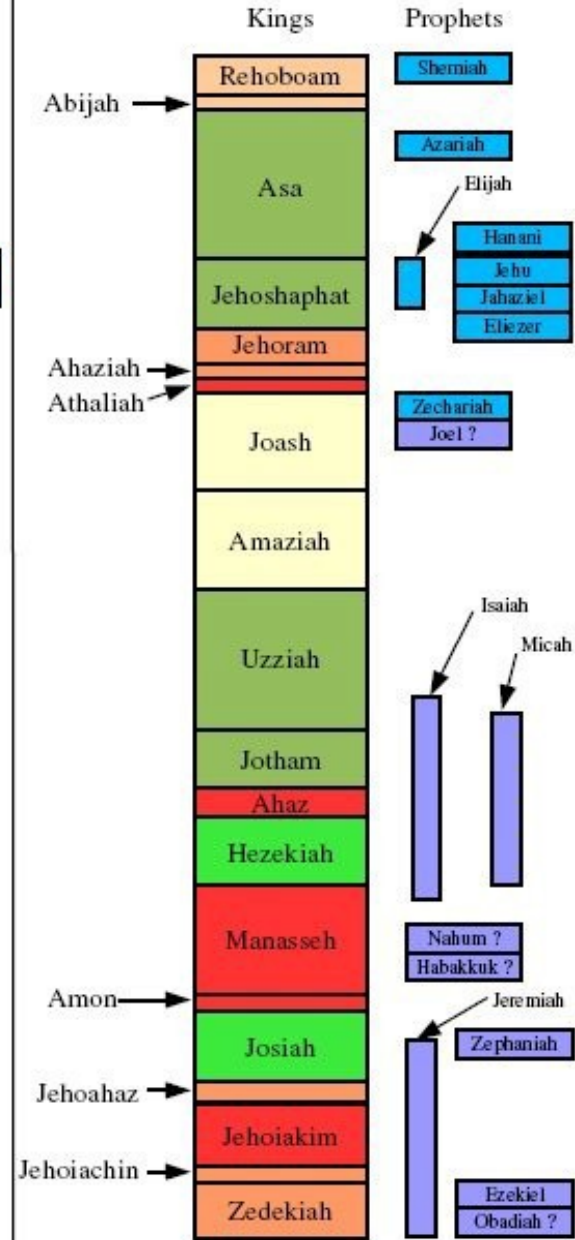 Kings Prophets
Rehoboam
Shemiah
Abijah
Azariah
Asa
Elijah
Hanani
Jehu
Jehoshaphat
Jahaziel
Eliezer
Jehoram
Ahaziah
Athaliah
Zechariah
Joel ?
Joash
Amaziah
Isaiah
Micah
Uzziah
Jotham
Ahaz
Hezekiah
Manasseh
Nahum ?
Habakkuk ?
Amon
Jeremiah
Josiah
Zephaniah
Jehoahaz
Jehoiakim
Jehoiachin
Zedekiah
Ezekiel
Obadiah ?